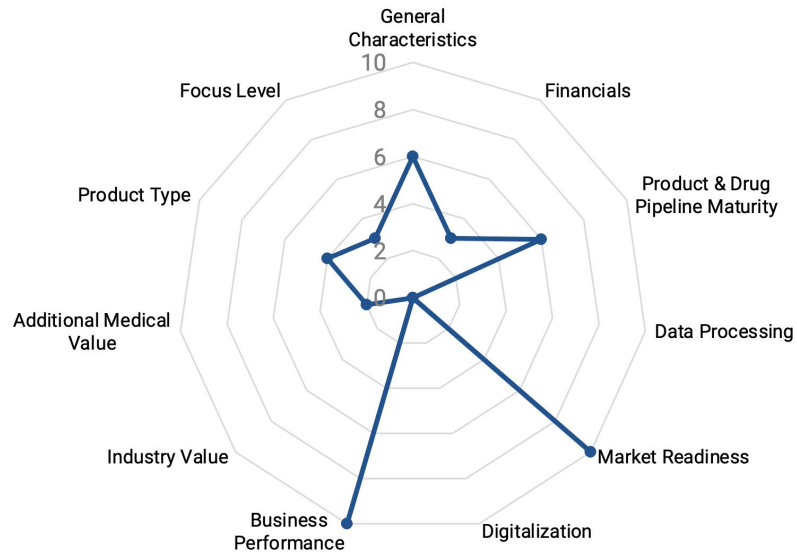 General
Characteristics
10
Focus Level
Financials
8
6
Product Type
Product & Drug
Pipeline Maturity
4
2
0
Additional Medical
Value
Data Processing
Industry Value
Market Readiness
Business
Performance
Digitalization